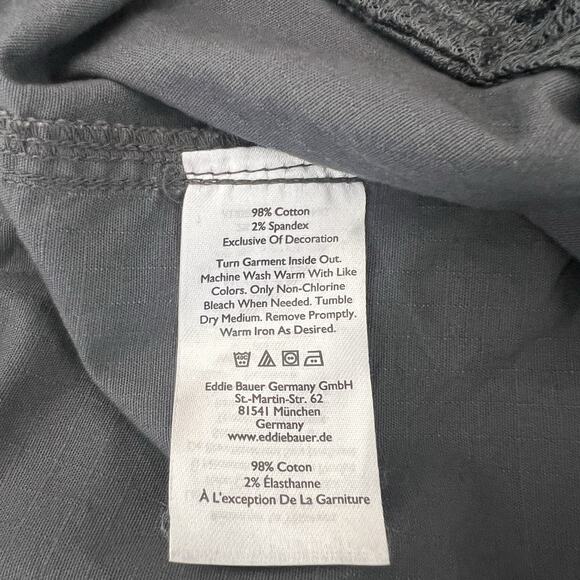 98% Cotton
2% Spandex
Exclusive Of Decoration
Turn Garment Inside Out.
Machine Wash Warm With Like
Colors. Only Non-Chlorine
Bleach When Needed. Tumble
Dry Medium. Remove Promptly.
Warm Iron As Desired.
40C
Eddie Bauer Germany GmbH
St.-Martin-Str. 62
81541 München
Germany
www.eddiebauer.de
98% Coton
2% Élasthanne
À L'exception De La Garniture